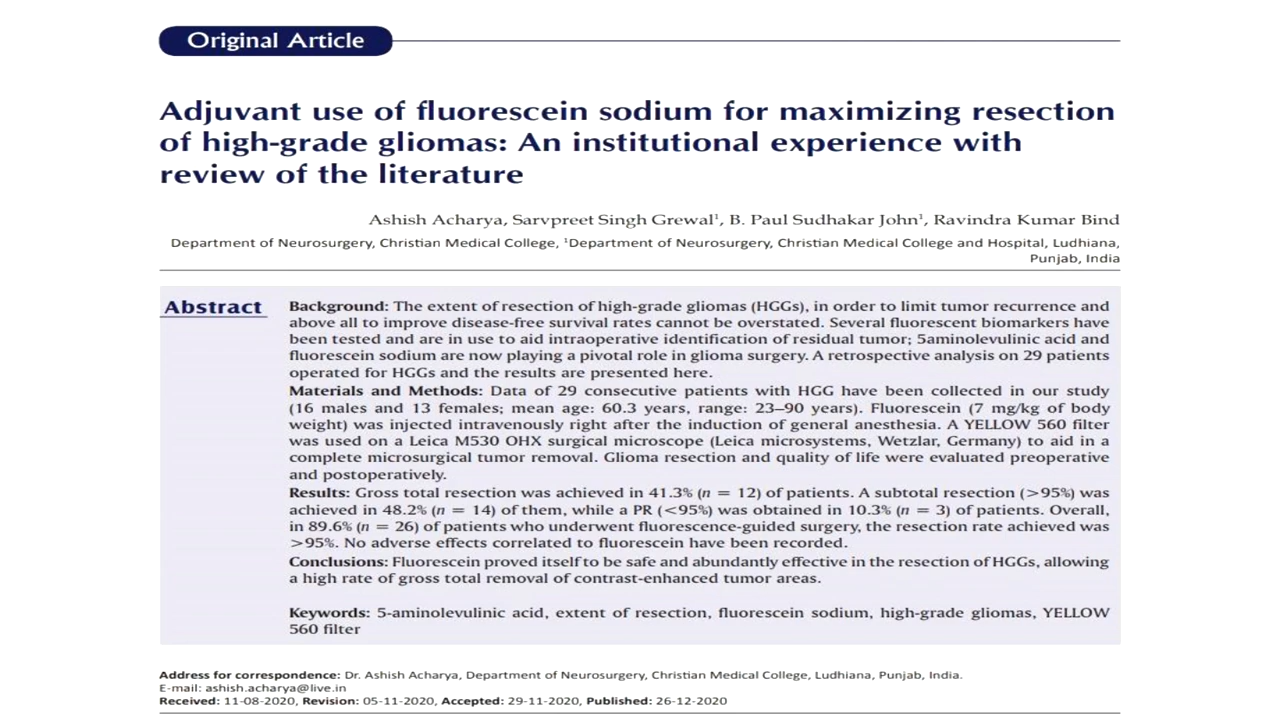 Original Article
Adjuvant use of fluorescein sodium for maximizing resection
of high-grade gliomas: An institutional experience with
review of the literature
Ashish Acharya, Sarvpreet Singh Grewal¹, B. Paul Sudhakar John¹, Ravindra Kumar Bind
Department of Neurosurgery, Christian Medical College, ¹Department of Neurosurgery, Christian Medical College and Hospital, Ludhiana,
Punjab, India
Abstract
Background: The extent of resection of high-grade gliomas (HGGs), in order to limit tumor recurrence and
above all to improve disease-free survival rates cannot be overstated. Several fluorescent biomarkers have
been tested and are in use to aid intraoperative identification of residual tumor; 5aminolevulinic acid and
fluorescein sodium are now playing a pivotal role in glioma surgery. A retrospective analysis on 29 patients
operated for HGGs and the results are presented here.
Materials and Methods: Data of 29 consecutive patients with HGG have been collected in our study
(16 males and 13 females; mean age: 60.3 years, range: 23–90 years). Fluorescein (7 mg/kg of body
weight) was injected intravenously right after the induction of general anesthesia. A YELLOW 560 filter
was used on a Leica M530 OHX surgical microscope (Leica microsystems, Wetzlar, Germany) to aid in a
complete microsurgical tumor removal. Glioma resection and quality of life were evaluated preoperative
and postoperatively.
Results: Gross total resection was achieved in 41.3% (n = 12) of patients. A subtotal resection (>95%) was
achieved in 48.2% (n = 14) of them, while a PR (<95%) was obtained in 10.3% (n = 3) of patients. Overall,
in 89.6% (n = 26) of patients who underwent fluorescence-guided surgery, the resection rate achieved was
>95%. No adverse effects correlated to fluorescein have been recorded.
Conclusions: Fluorescein proved itself to be safe and abundantly effective in the resection of HGGs, allowing
a high rate of gross total removal of contrast-enhanced tumor areas.
Keywords: 5-aminolevulinic acid, extent of resection, fluorescein sodium, high-grade gliomas, YELLOW
560 filter
Address for correspondence: Dr. Ashish Acharya, Department of Neurosurgery, Christian Medical College, Ludhiana, Punjab, India.
E-mail: ashish.acharya@live.in
Received: 11-08-2020, Revision: 05-11-2020, Accepted: 29-11-2020, Published: 26-12-2020